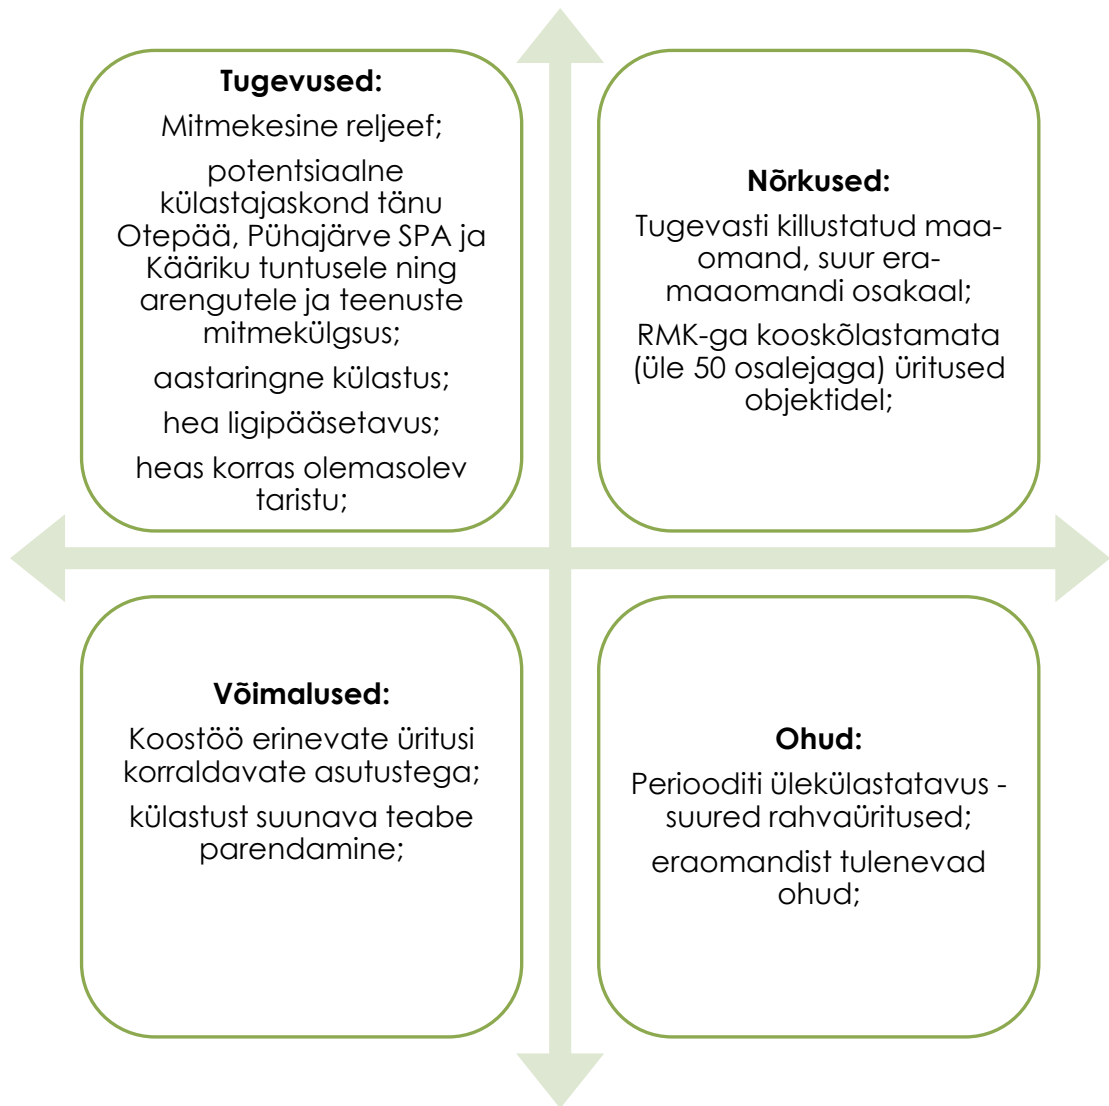 Tugevused:
Mitmekesine reljeef;
potentsiaalne
külastajaskond tänu
Otepää, Pühajärve SPA ja
Kääriku tuntusele ning
arengutele ja teenuste
mitmekülgsus;
aastaringne külastus;
hea ligipääsetavus;
heas korras olemasolev
taristu;
Nõrkused:
Tugevasti killustatud maa-
omand, suur era-
maaomandi osakaal;
RMK-ga kooskõlastamata
(üle 50 osalejaga) üritused
objektidel;
Võimalused:
Koostöö erinevate üritusi
korraldavate asutustega;
külastust suunava teabe
parendamine;
Ohud:
Periooditi ülekülastatavus -
suured rahvaüritused;
eraomandist tulenevad
ohud;